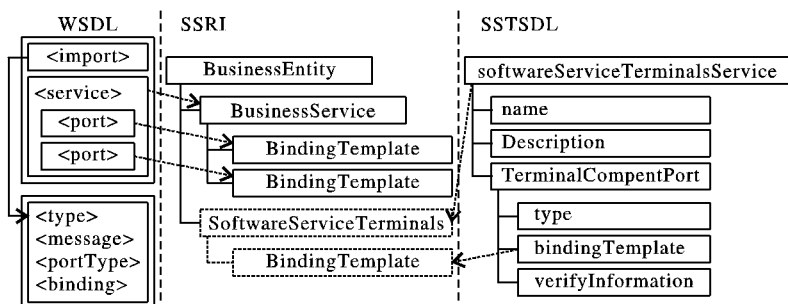 WSDL
<import>
<service>
<port>
<port>
<type>
<message>
<portType>
<binding>
SSRI
BusinessEntity
BusinessService
BindingTemplate
BindingTemplate
SoftwareServiceTerminals
BindingTemplate
SSTSDL
softwareServiceTerminalsService
name
Description
TerminalCompentPort
type
bindingTemplate
verifyInformation